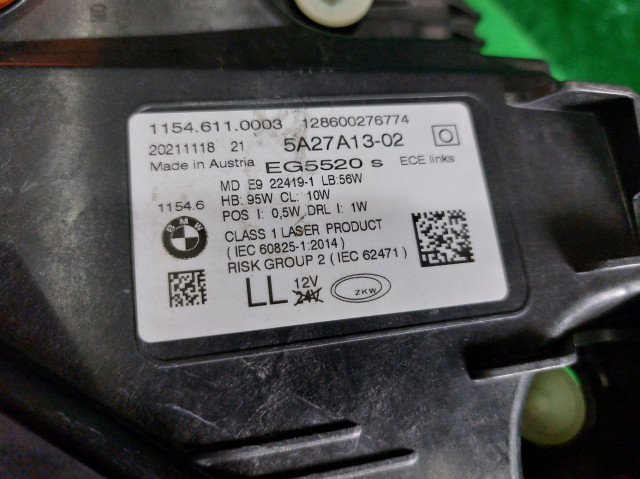 1154.611.0003 128600276774
20211118 21 5A27A13-02
Made in Austria EG5520 s ECE links
MD E9 22419-1 LB:56W
1154.6 HB: 95W CL: 10W
POS I: 0,5W DRL I: 1W
BMW
CLASS 1 LASER PRODUCT
( IEC 60825-1:2014 )
RISK GROUP 2 ( IEC 62471 )
LL 12V
24V
ZKW